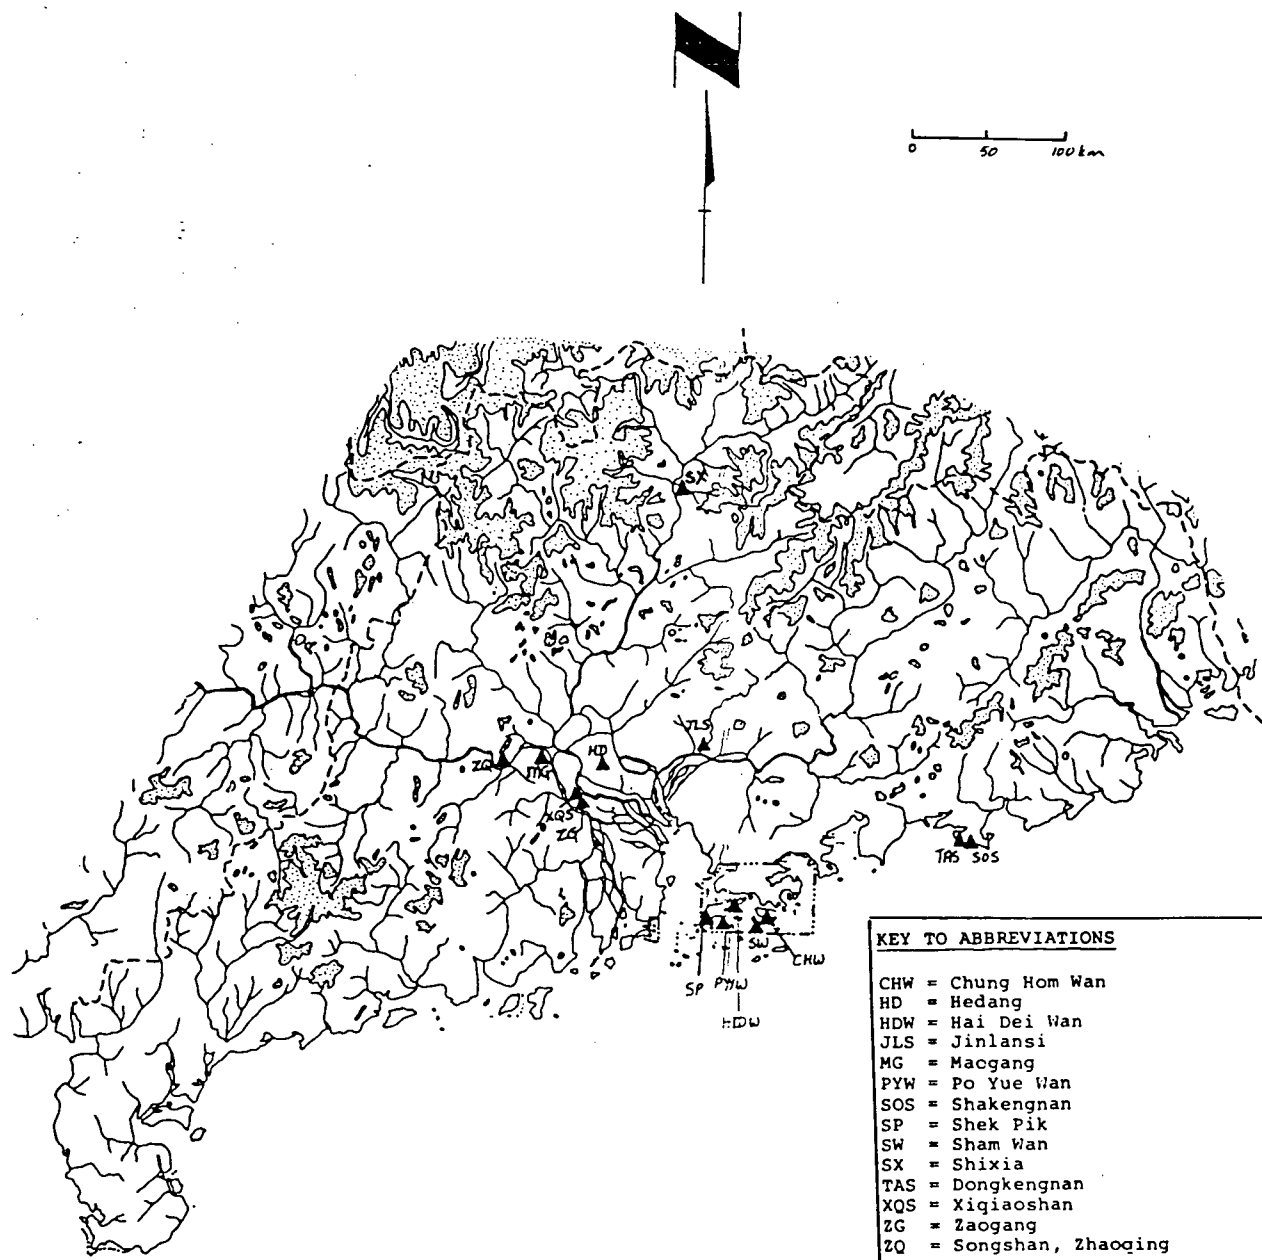 N
0 50 100 km
SX
JLS
HD
ZQ
MG
XQS
ZG
TAS SOS
SW
CHW
SP PYW
HDW
KEY TO ABBREVIATIONS
CHW = Chung Hom Wan
HD = Hedang
HDW = Hai Dei Wan
JLS = Jinlansi
MG = Maogang
PYW = Po Yue Wan
SOS = Shakengnan
SP = Shek Pik
SW = Sham Wan
SX = Shixia
TAS = Dongkengnan
XQS = Xiqiaoshan
ZG = Zaogang
ZQ = Songshan, Zhaoqing